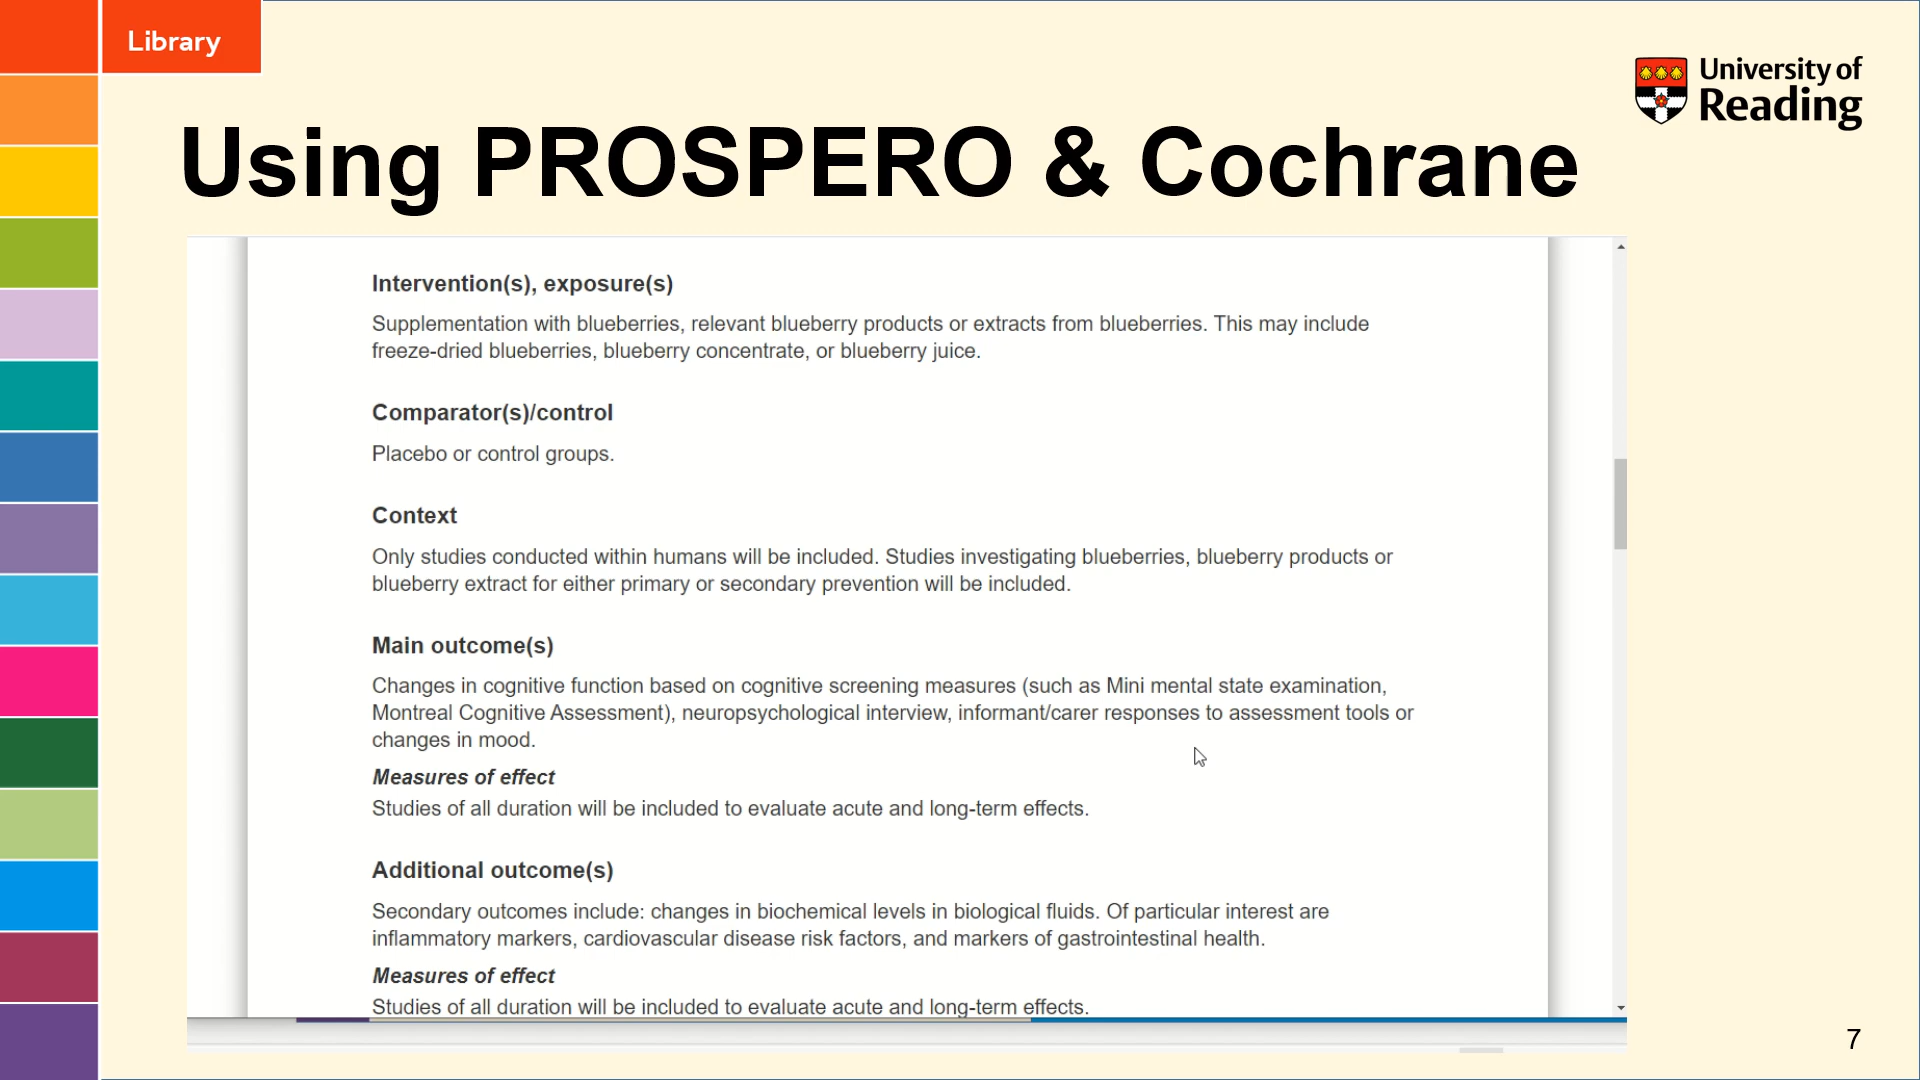 Library
University of
Reading
Using PROSPERO & Cochrane
Intervention(s), exposure(s)
Supplementation with blueberries, relevant blueberry products or extracts from blueberries. This may include
freeze-dried blueberries, blueberry concentrate, or blueberry juice.
Comparator(s)/control
Placebo or control groups.
Context
Only studies conducted within humans will be included. Studies investigating blueberries, blueberry products or
blueberry extract for either primary or secondary prevention will be included.
Main outcome(s)
Changes in cognitive function based on cognitive screening measures (such as Mini mental state examination,
Montreal Cognitive Assessment), neuropsychological interview, informant/carer responses to assessment tools or
changes in mood.
Measures of effect
Studies of all duration will be included to evaluate acute and long-term effects.
Additional outcome(s)
Secondary outcomes include: changes in biochemical levels in biological fluids. Of particular interest are
inflammatory markers, cardiovascular disease risk factors, and markers of gastrointestinal health.
Measures of effect
Studies of all duration will be included to evaluate acute and long-term effects.
7